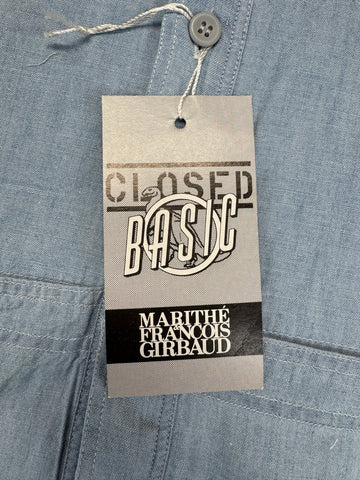 CLOSED
BASIC
MARITHÉ
& FRANÇOIS
GIRBAUD